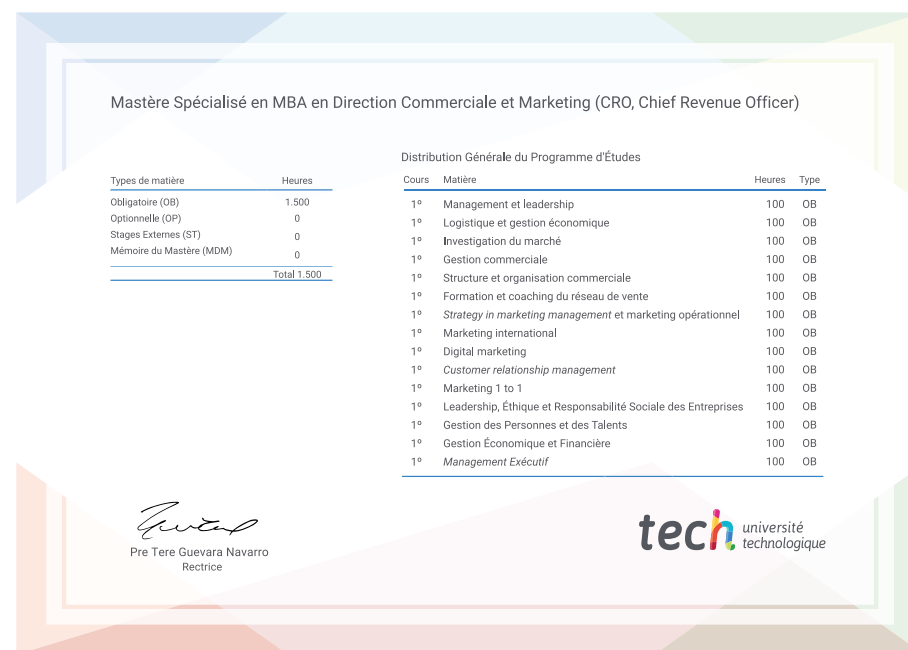 Mastère Spécialisé en MBA en Direction Commerciale et Marketing (CRO, Chief Revenue Officer)
Types de matière Heures
Obligatoire (OB) 1.500
Optionnelle (OP) 0
Stages Externes (ST) 0
Mémoire du Mastère (MDM) 0
Total 1.500
Distribution Générale du Programme d'Études
Cours Matière Heures Type
1º Management et leadership 100 OB
1º Logistique et gestion économique 100 OB
1º Investigation du marché 100 OB
1º Gestion commerciale 100 OB
1º Structure et organisation commerciale 100 OB
1º Formation et coaching du réseau de vente 100 OB
1º Strategy in marketing management et marketing opérationnel 100 OB
1º Marketing international 100 OB
1º Digital marketing 100 OB
1º Customer relationship management 100 OB
1º Marketing 1 to 1 100 OB
1º Leadership, Éthique et Responsabilité Sociale des Entreprises 100 OB
1º Gestion des Personnes et des Talents 100 OB
1º Gestion Économique et Financière 100 OB
1º Management Exécutif 100 OB
Pre Tere Guevara Navarro
Rectrice
tech université
technologique